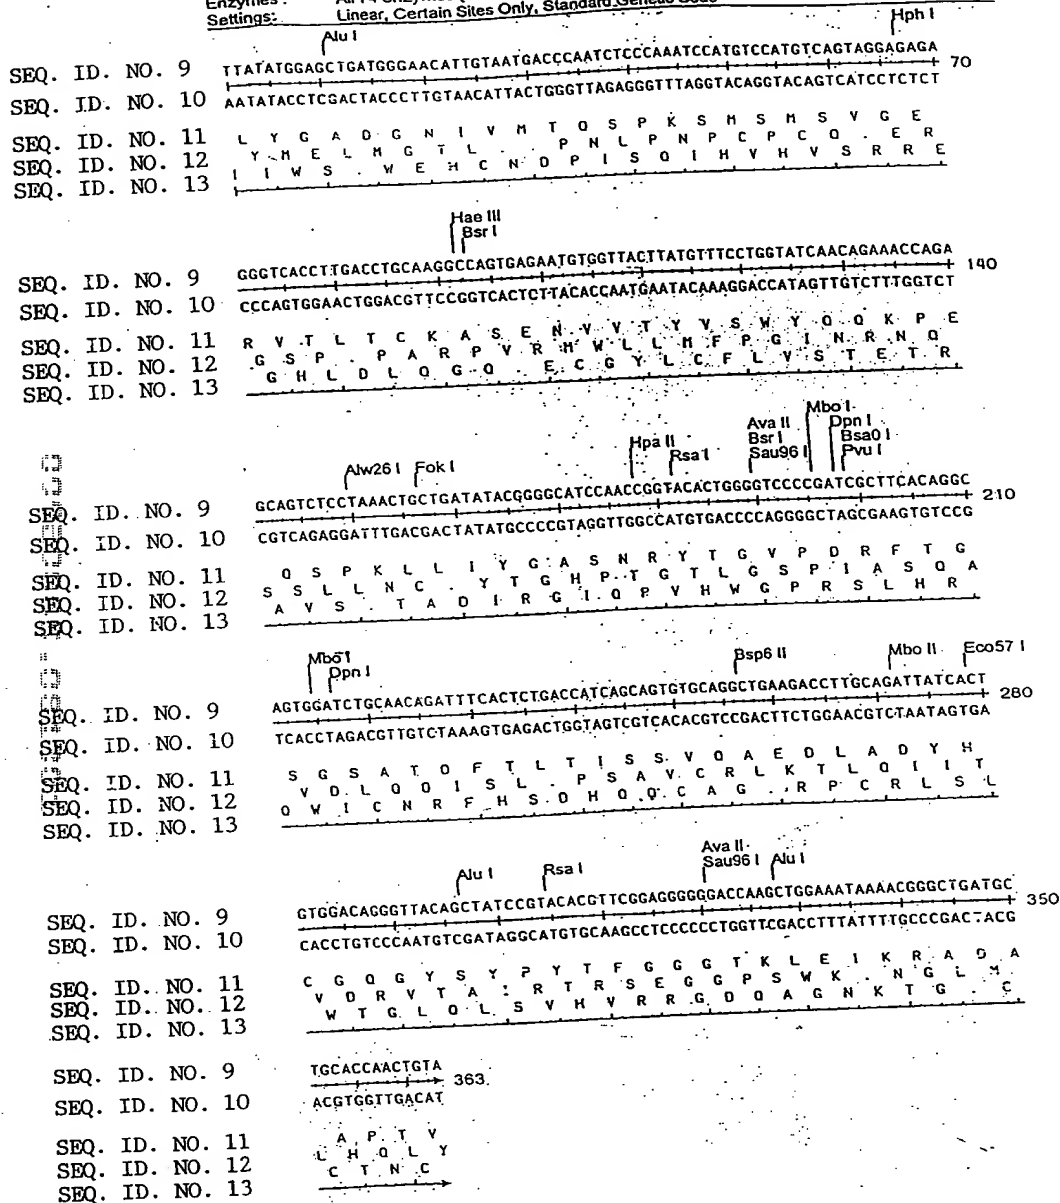 Settings: Linear, Certain Sites Only, Standard Genetic Code
Alu I Hph I
SEQ. ID. NO. 9 TTATATGGAGCTGATGGGAACATTGTAATGACCCAATCTCCCAAATCCATGTCCATGTCAGTAGGAGAGA 70
SEQ. ID. NO. 10 AATATACCTCGACTACCCTTGTAACATTACTGGGTTAGAGGGTTTAGGTACAGGTACAGTCATCCTCTCT
SEQ. ID. NO. 11 L Y G A D G N I V M T Q S P K S M S M S V G E
SEQ. ID. NO. 12 Y M E L M G T L . . P N L P N P C P C Q . E R
SEQ. ID. NO. 13 I I W S . W E H C N D P I S Q I H V H V S R R E
Hae III
Bsr I
SEQ. ID. NO. 9 GGGTCACCTTGACCTGCAAGGCCAGTGAGAATGTGGTTACTTATGTTTCCTGGTATCAACAGAAACCAGA 140
SEQ. ID. NO. 10 CCCAGTGGAACTGGACGTTCCGGTCACTCTTACACCAATGAATACAAAGGACCATAGTTGTCTTTGGTCT
SEQ. ID. NO. 11 R V T L T C K A S E N V V T Y V S W Y Q Q K P E
SEQ. ID. NO. 12 G S P . P A R P V R M W L L M F P G I N R N Q
SEQ. ID. NO. 13 G H L D L Q G Q . E C G Y L C F L V S T E T R
Mbo I
Ava II Dpn I
Hpa II Bsr I BsaO I
Alw26 I Fok I Rsa I Sau96 I Pvu I
SEQ. ID. NO. 9 GCAGTCTCCTAAACTGCTGATATACGGGGCATCCAACCGGTACACTGGGGTCCCCGATCGCTTCACAGGC 210
SEQ. ID. NO. 10 CGTCAGAGGATTTGACGACTATATGCCCCGTAGGTTGGCCATGTGACCCCAGGGGCTAGCGAAGTGTCCG
SEQ. ID. NO. 11 Q S P K L L I Y G A S N R Y T G V P D R F T G
SEQ. ID. NO. 12 S S L L N C . Y T G H P T G T L G S P I A S Q A
SEQ. ID. NO. 13 A V S . T A D I R G I Q P V H W G P R S L H R
Mbo I
Dpn I Bsp6 II Mbo II Eco57 I
SEQ. ID. NO. 9 AGTGGATCTGCAACAGATTTCACTCTGACCATCAGCAGTGTGCAGGCTGAAGACCTTGCAGATTATCACT 280
SEQ. ID. NO. 10 TCACCTAGACGTTGTCTAAAGTGAGACTGGTAGTCGTCACACGTCCGACTTCTGGAACGTCTAATAGTGA
SEQ. ID. NO. 11 S G S A T D F T L T I S S V Q A E D L A D Y H
SEQ. ID. NO. 12 V D L Q Q I S L . P S A V C R L K T L Q I I T
SEQ. ID. NO. 13 Q W I C N R F H S D H Q Q C A G . R P C R L S L
Ava II
Alu I Rsa I Sau96 I Alu I
SEQ. ID. NO. 9 GTGGACAGGGTTACAGCTATCCGTACACGTTCGGAGGGGGGACCAAGCTGGAAATAAAACGGGCTGATGC 350
SEQ. ID. NO. 10 CACCTGTCCCAATGTCGATAGGCATGTGCAAGCCTCCCCCCTGGTTCGACCTTTATTTTGCCCGACTACG
SEQ. ID. NO. 11 C G Q G Y S Y P Y T F G G G T K L E I K R A D A
SEQ. ID. NO. 12 V D R V T A I R T R S E G G P S W K . N G L M
SEQ. ID. NO. 13 W T G L Q L S V H V R R G D Q A G N K T G . C
SEQ. ID. NO. 9 TGCACCAACTGTA 363
SEQ. ID. NO. 10 ACGTGGTTGACAT
SEQ. ID. NO. 11 A P T V
SEQ. ID. NO. 12 L H Q L Y
SEQ. ID. NO. 13 C T N C